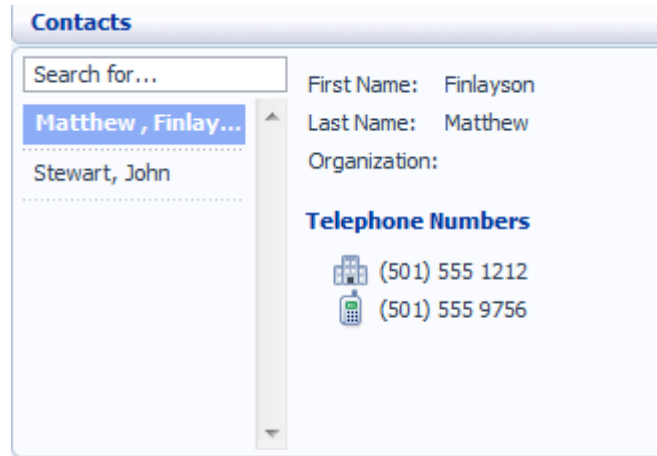 Contacts
Search for...
Matthew , Finlay...
Stewart, John
First Name: Finlayson
Last Name: Matthew
Organization:
Telephone Numbers
(501) 555 1212
(501) 555 9756